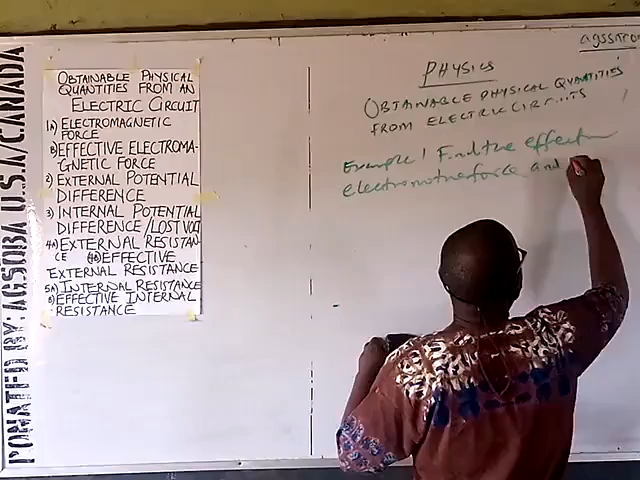 DONATED BY: AGSOBA U.S.A/CANADA
OBTAINABLE PHYSICAL
QUANTITIES FROM AN
ELECTRIC CIRCUIT
1a) ELECTROMAGNETIC
FORCE
b) EFFECTIVE ELECTROMA-
GNETIC FORCE
2) EXTERNAL POTENTIAL
DIFFERENCE
3) INTERNAL POTENTIAL
DIFFERENCE/LOST VOLT
4a) EXTERNAL RESISTAN-
CE 4b) EFFECTIVE
EXTERNAL RESISTANCE
5a) INTERNAL RESISTANCE
b) EFFECTIVE INTERNAL
RESISTANCE
PHYSICS
OBTAINABLE PHYSICAL QUANTITIES
FROM ELECTRIC CIRCUITS
Example 1 Find the effective
electromotive force and